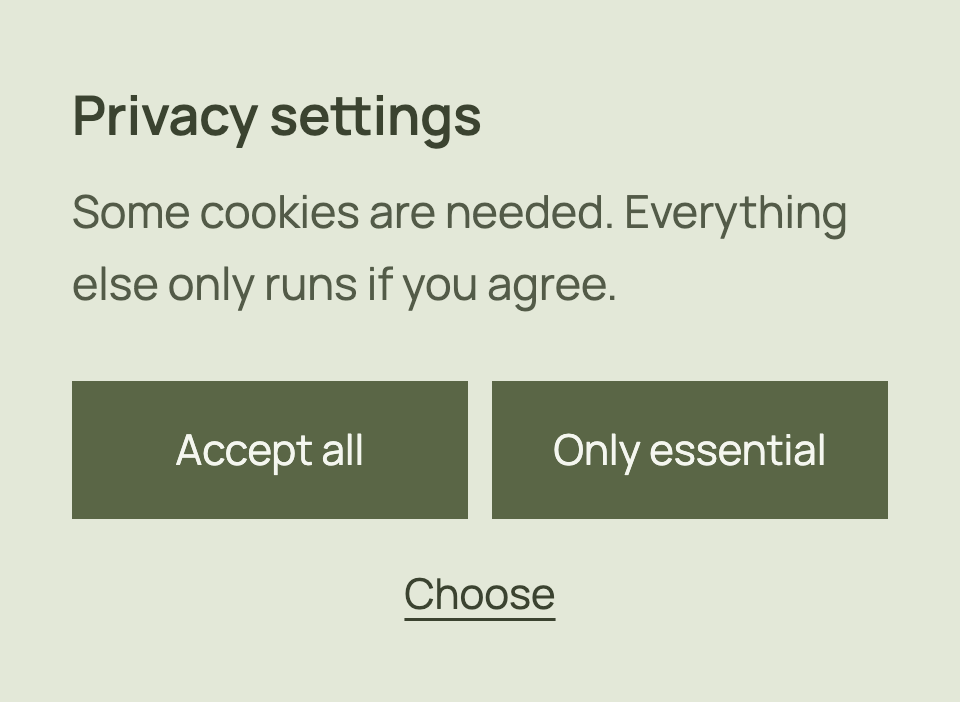 Privacy settings
Some cookies are needed. Everything
else only runs if you agree.
Accept all
Only essential
Choose